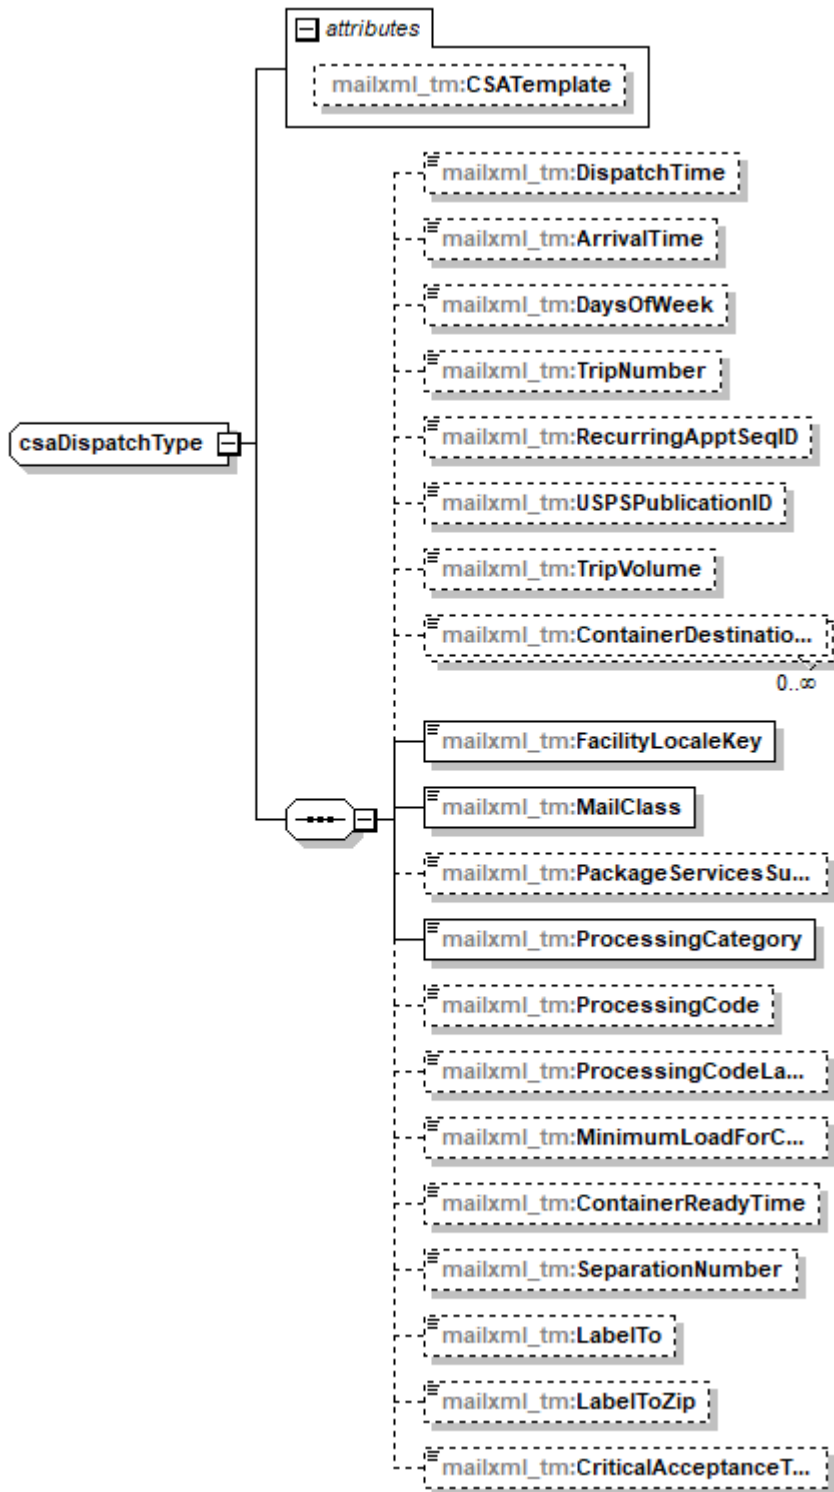 attributes
mailxml_tm:CSATemplate
mailxml_tm:DispatchTime
mailxml_tm:ArrivalTime
mailxml_tm:DaysOfWeek
mailxml_tm:TripNumber
csaDispatchType
mailxml_tm:RecurringApptSeqID
mailxml_tm:USPSPublicationID
mailxml_tm:TripVolume
mailxml_tm:ContainerDestinatio...
0..∞
mailxml_tm:FacilityLocaleKey
mailxml_tm:MailClass
mailxml_tm:PackageServicesSu...
mailxml_tm:ProcessingCategory
mailxml_tm:ProcessingCode
mailxml_tm:ProcessingCodeLa...
mailxml_tm:MinimumLoadForC...
mailxml_tm:ContainerReadyTime
mailxml_tm:SeparationNumber
mailxml_tm:LabelTo
mailxml_tm:LabelToZip
mailxml_tm:CriticalAcceptanceT...